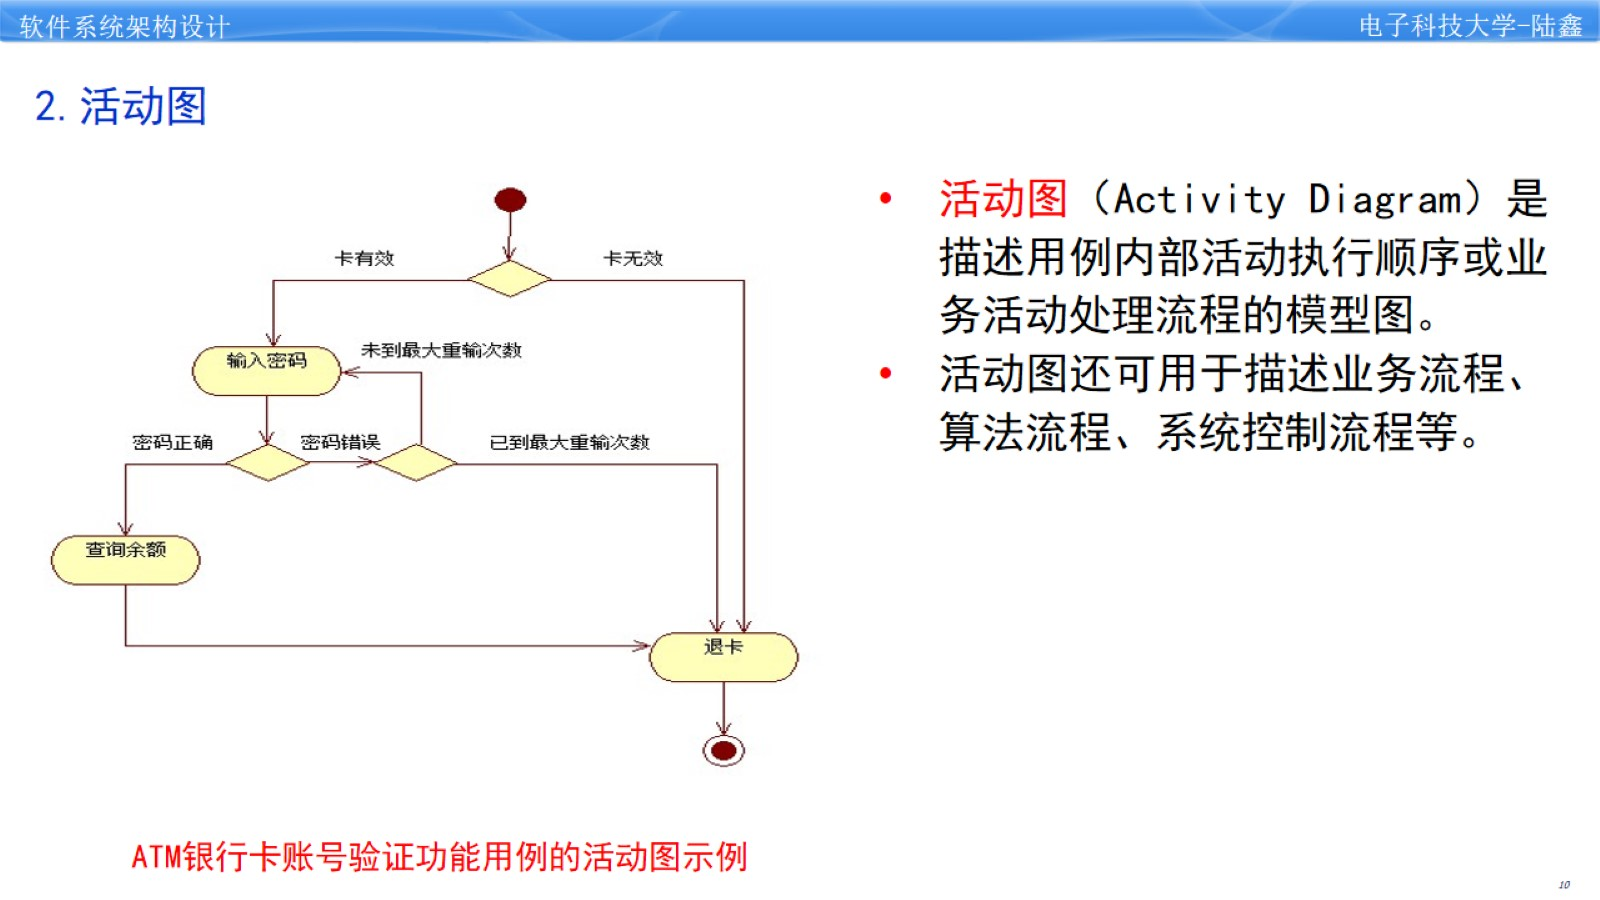 软件系统架构设计
电子科技大学-陆鑫
2.活动图
卡有效
卡无效
输入密码
未到最大重输次数
密码正确
密码错误
已到最大重输次数
查询余额
退卡
ATM银行卡账号验证功能用例的活动图示例
• 活动图（Activity Diagram）是
描述用例内部活动执行顺序或业
务活动处理流程的模型图。
• 活动图还可用于描述业务流程、
算法流程、系统控制流程等。
10